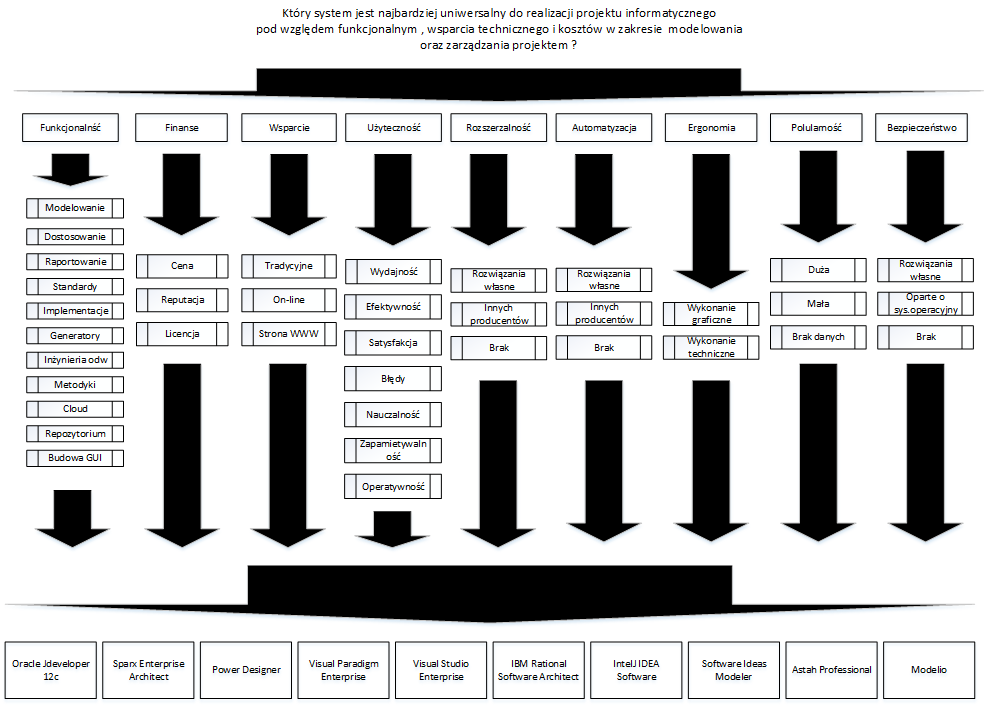 Który system jest najbardziej uniwersalny do realizacji projektu informatycznego
pod względem funkcjonalnym , wsparcia technicznego i kosztów w zakresie modelowania
oraz zarządzania projektem ?
Funkcjonalnść
Finanse
Wsparcie
Użyteczność
Rozszerzalność
Automatyzacja
Ergonomia
Polularność
Bezpieczeństwo
Modelowanie
Dostosowanie
Raportowanie
Standardy
Implementacje
Generatory
Inżynieria odw
Metodyki
Cloud
Repozytorium
Budowa GUI
Cena
Reputacja
Licencja
Tradycyjne
On-line
Strona WWW
Wydajność
Efektywność
Satysfakcja
Błędy
Nauczalność
Zapamietywaln
ość
Operatywność
Rozwiązania
własne
Innych
producentów
Brak
Rozwiązania
własne
Innych
producentów
Brak
Wykonanie
graficzne
Wykonanie
techniczne
Duża
Mała
Brak danych
Rozwiązania
własne
Oparte o
sys.operacyjny
Brak
Oracle Jdeveloper
12c
Sparx Enterprise
Architect
Power Designer
Visual Paradigm
Enterprise
Visual Studio
Enterprise
IBM Rational
Software Architect
IntelJ IDEA
Software
Software Ideas
Modeler
Astah Professional
Modelio